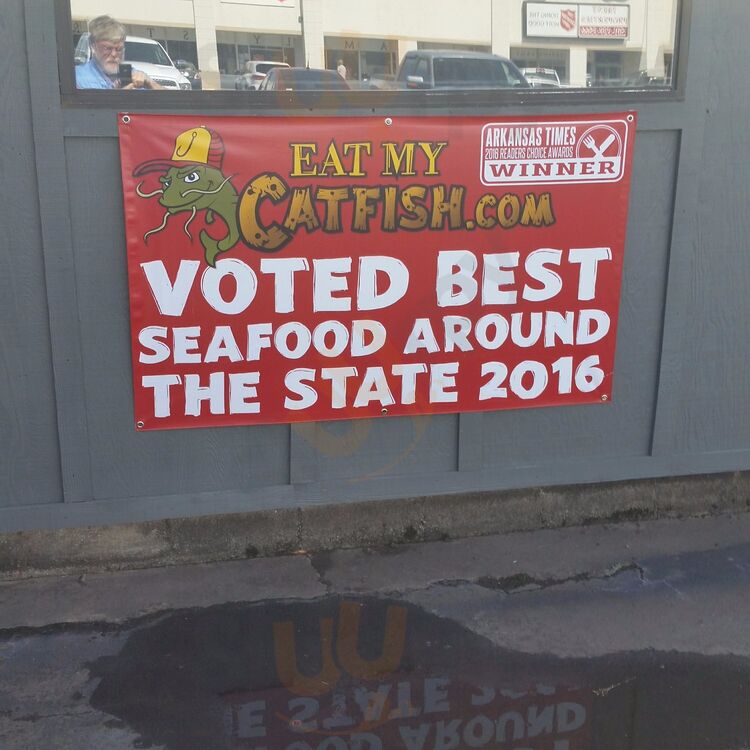 EAT MY
CATFISH.COM
ARKANSAS TIMES
2016 READERS CHOICE AWARDS
WINNER
VOTED BEST
SEAFOOD AROUND
THE STATE 2016